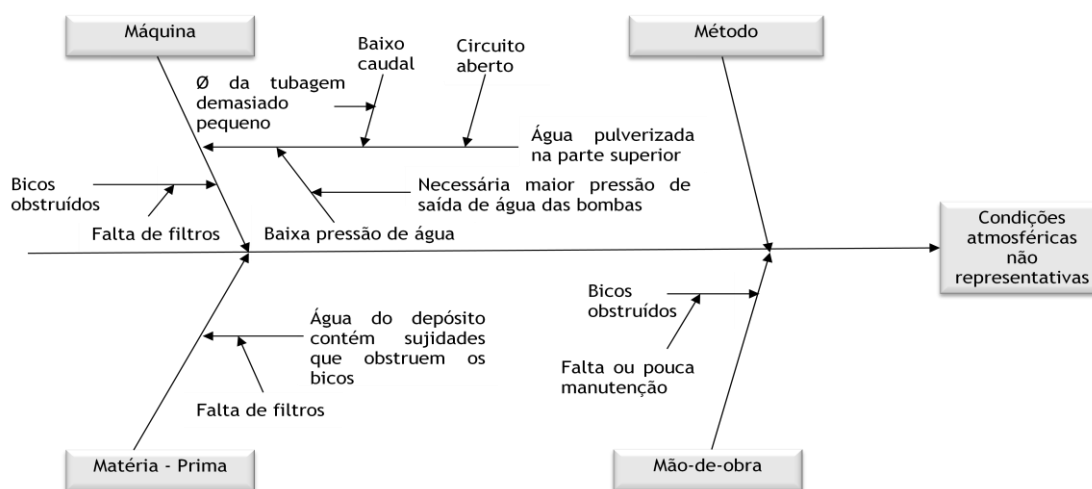 Máquina
Método
Baixo
caudal
Circuito
aberto
Ø da tubagem
demasiado
pequeno
Água pulverizada
na parte superior
Bicos
obstruídos
Necessária maior pressão de
saída de água das bombas
Falta de filtros
Baixa pressão de água
Condições
atmosféricas
não
representativas
Bicos
obstruídos
Água do depósito
contém sujidades
que obstruem os
bicos
Falta ou pouca
manutenção
Falta de filtros
Matéria - Prima
Mão-de-obra